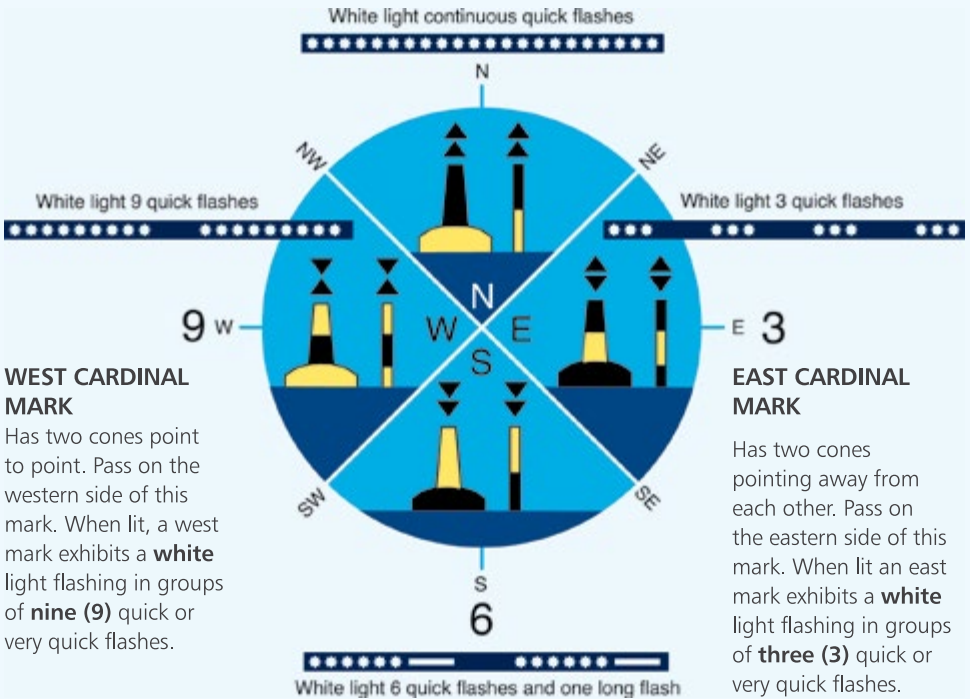 White light continuous quick flashes
N
NW
NE
White light 9 quick flashes
White light 3 quick flashes
N
9 W
W E
E 3
S
WEST CARDINAL
MARK
Has two cones point
to point. Pass on the
western side of this
mark. When lit, a west
mark exhibits a white
light flashing in groups
of nine (9) quick or
very quick flashes.
EAST CARDINAL
MARK
Has two cones
pointing away from
each other. Pass on
the eastern side of this
mark. When lit an east
mark exhibits a white
light flashing in groups
of three (3) quick or
very quick flashes.
SW
SE
S
6
White light 6 quick flashes and one long flash